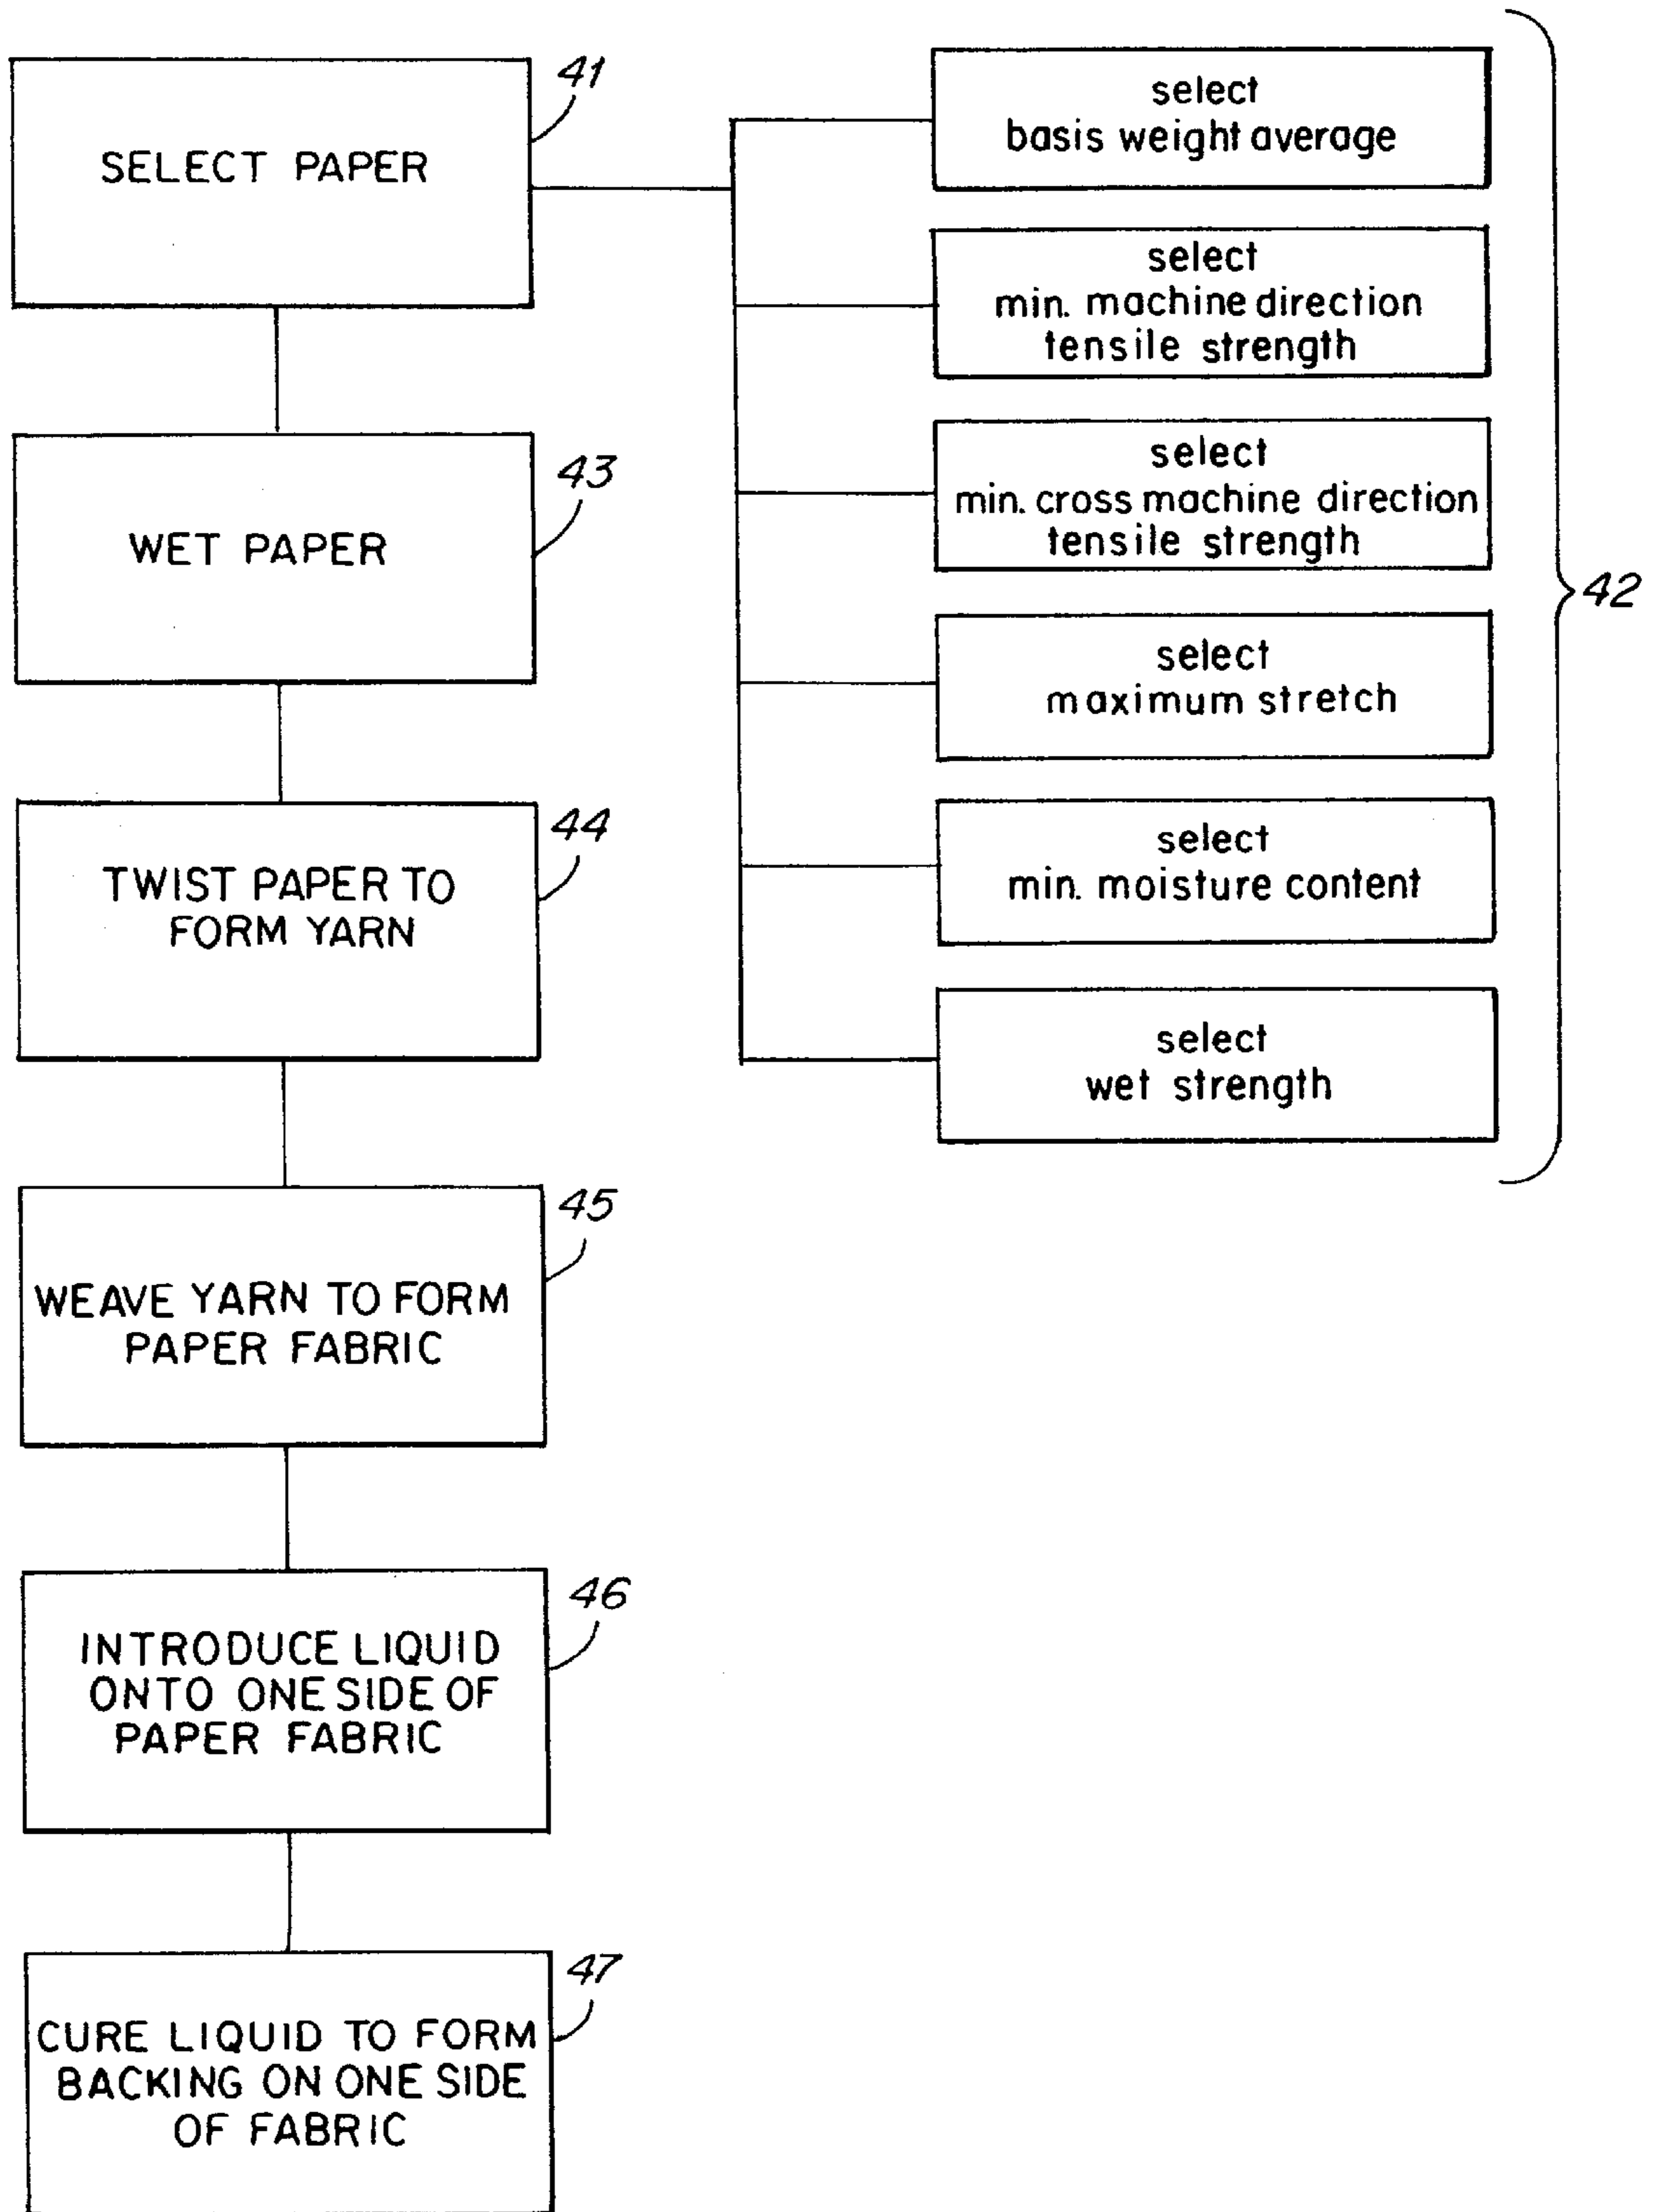 SELECT PAPER
41
select
basis weight average
select
min. machine direction
tensile strength
select
min. cross machine direction
tensile strength
select
maximum stretch
select
min. moisture content
select
wet strength
42
WET PAPER
43
TWIST PAPER TO
FORM YARN
44
WEAVE YARN TO FORM
PAPER FABRIC
45
INTRODUCE LIQUID
ONTO ONE SIDE OF
PAPER FABRIC
46
CURE LIQUID TO FORM
BACKING ON ONE SIDE
OF FABRIC
47